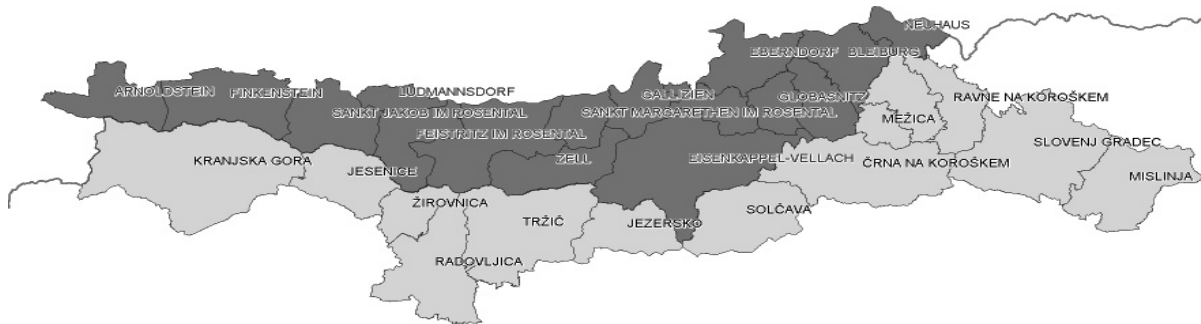 NEUHAUS
EBERNDORF
BLEIBURG
ARNOLDSTEIN
FINKENSTEIN
LUDMANNSDORF
GALLIZIEN
GLOBASNITZ
RAVNE NA KOROŠKEM
SANKT JAKOB IM ROSENTAL
SANKT MARGARETHEN IM ROSENTAL
MEŽICA
FEISTRITZ IM ROSENTAL
SLOVENJ GRADEC
KRANJSKA GORA
ZELL
EISENKAPPEL-VELLACH
ČRNA NA KOROŠKEM
JESENICE
MISLINJA
ŽIROVNICA
SOLČAVA
TRŽIČ
JEZERSKO
RADOVLJICA